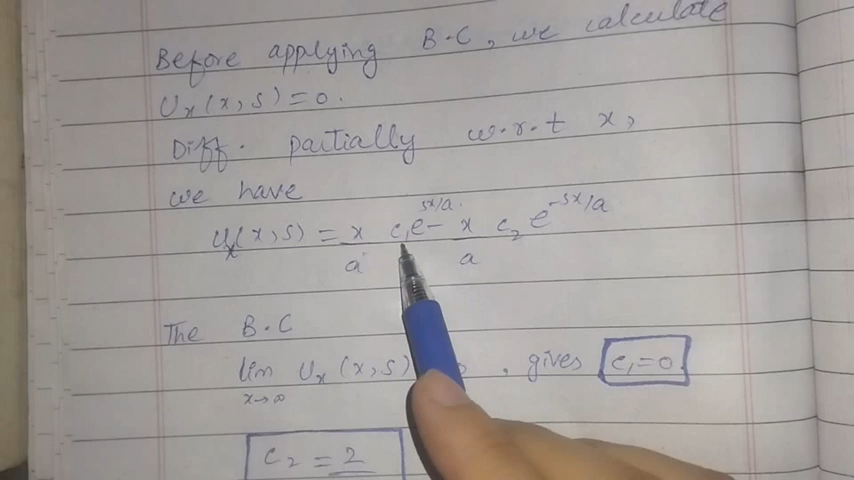 Before applying B.C, we calculate
Uₓ(x,s)=0.
Diff. partially w.r.t x,
we have
uₓ(x,s) = x/a c₁e^sx/a. - x/a c₂ e^-sx/a
The B.C
lim x→∞ Uₓ(x,s) , gives c₁=0.
c₂ = 2